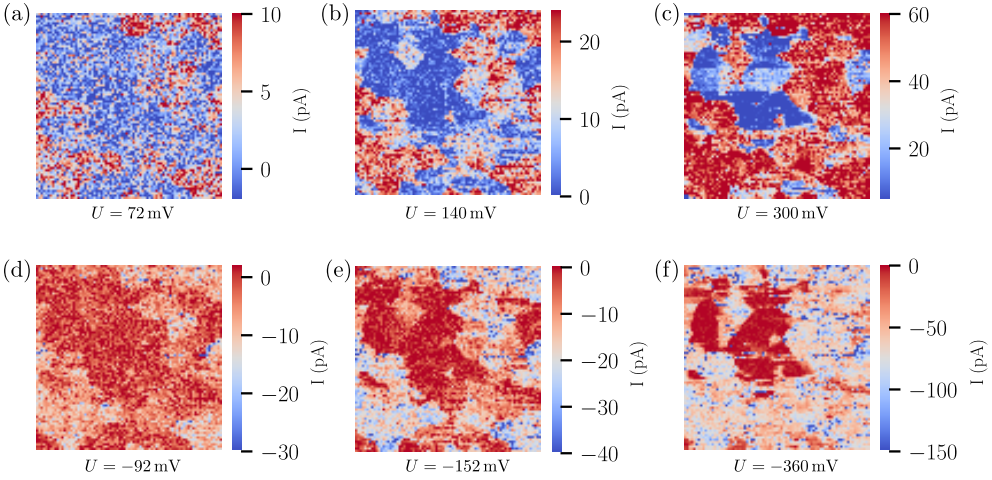 (a)
10
5
0
I (pA)
U = 72 mV
(b)
20
10
0
I (pA)
U = 140 mV
(c)
60
40
20
I (pA)
U = 300 mV
(d)
0
−10
−20
−30
I (pA)
U = −92 mV
(e)
0
−10
−20
−30
−40
I (pA)
U = −152 mV
(f)
0
−50
−100
−150
I (pA)
U = −360 mV